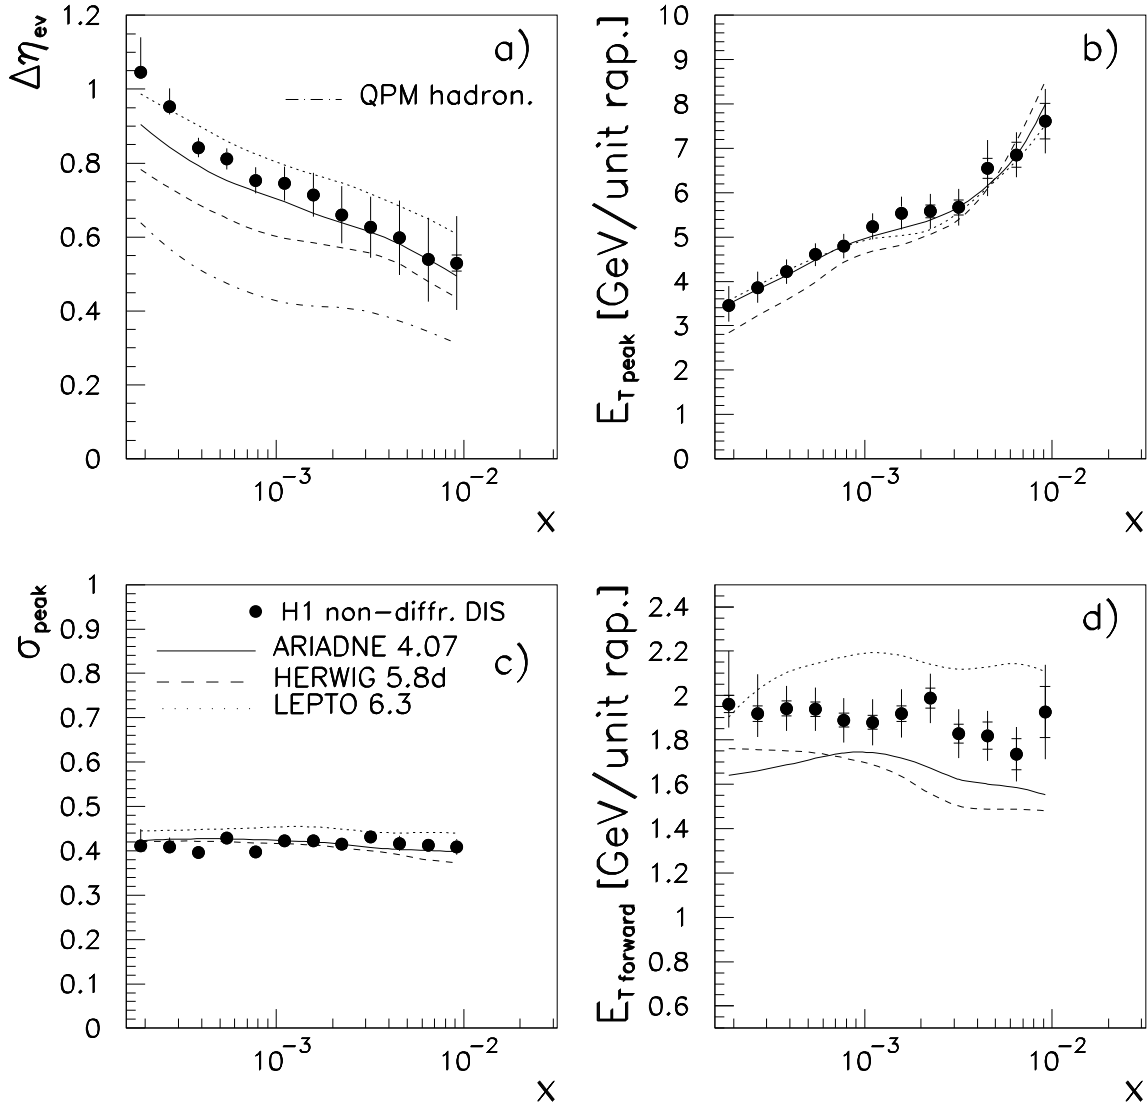 Δη_ev
1.2
1
0.8
0.6
0.4
0.2
0
a)
QPM hadron.
10^-3
10^-2
x
E_T peak [GeV/unit rap.]
10
9
8
7
6
5
4
3
2
1
0
b)
10^-3
10^-2
x
σ_peak
1
0.9
0.8
0.7
0.6
0.5
0.4
0.3
0.2
0.1
0
H1 non-diffr. DIS
ARIADNE 4.07
HERWIG 5.8d
LEPTO 6.3
c)
10^-3
10^-2
x
E_T forward [GeV/unit rap.]
2.4
2.2
2
1.8
1.6
1.4
1.2
1
0.8
0.6
d)
10^-3
10^-2
x